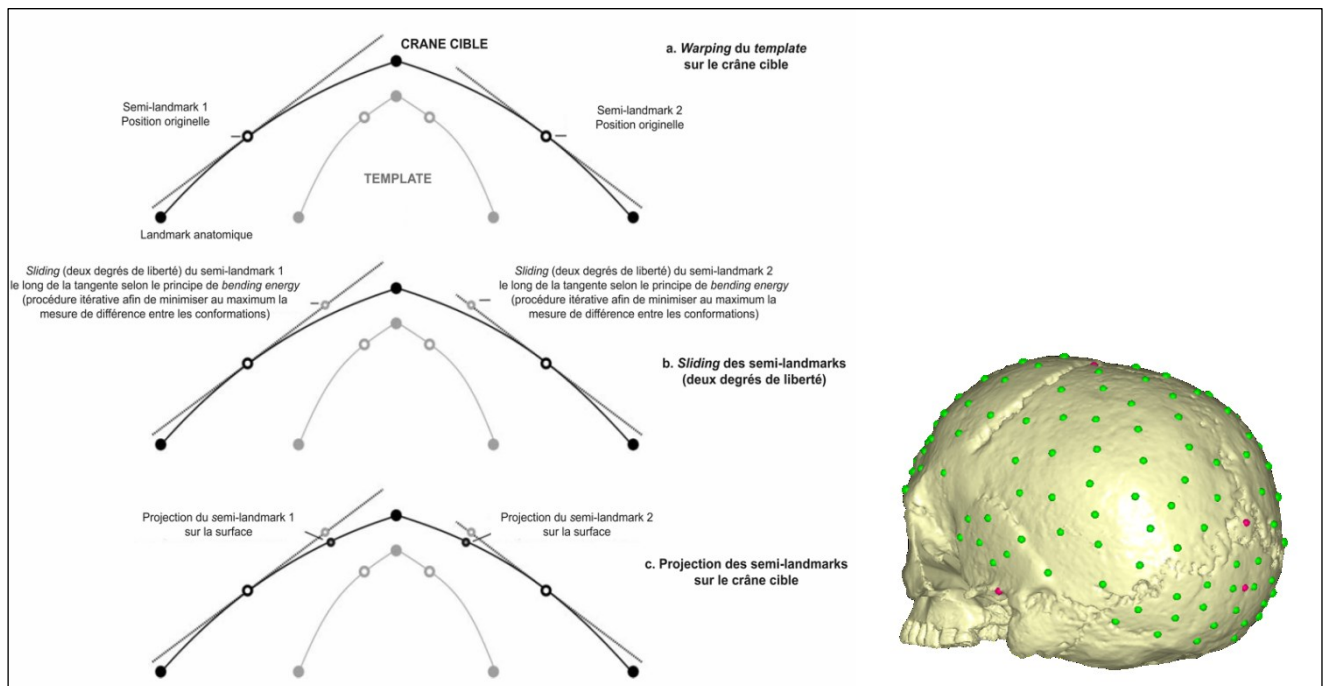 CRANE CIBLE
a. Warping du template
sur le crâne cible
Semi-landmark 1
Position originelle
Semi-landmark 2
Position originelle
TEMPLATE
Landmark anatomique
Sliding (deux degrés de liberté) du semi-landmark 1
le long de la tangente selon le principe de bending energy
(procédure itérative afin de minimiser au maximum la
mesure de différence entre les conformations)
Sliding (deux degrés de liberté) du semi-landmark 2
le long de la tangente selon le principe de bending energy
(procédure itérative afin de minimiser au maximum la
mesure de différence entre les conformations)
b. Sliding des semi-landmarks
(deux degrés de liberté)
Projection du semi-landmark 1
sur la surface
Projection du semi-landmark 2
sur la surface
c. Projection des semi-landmarks
sur le crâne cible